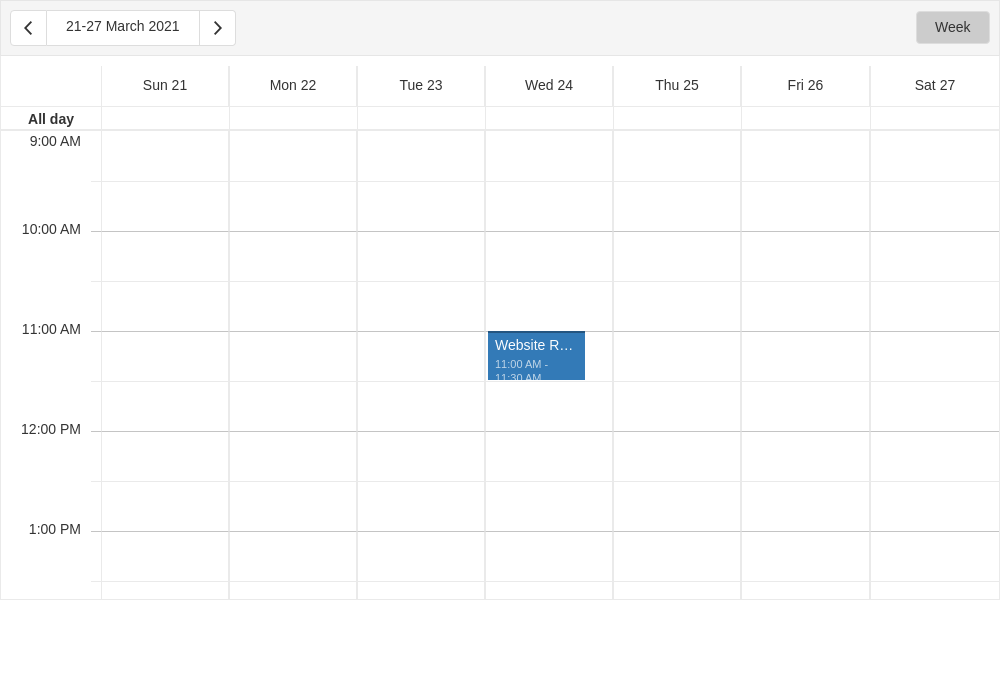 21-27 March 2021
Week
Sun 21
Mon 22
Tue 23
Wed 24
Thu 25
Fri 26
Sat 27
All day
9:00 AM
10:00 AM
11:00 AM
Website R…
11:00 AM -
11:30 AM
12:00 PM
1:00 PM